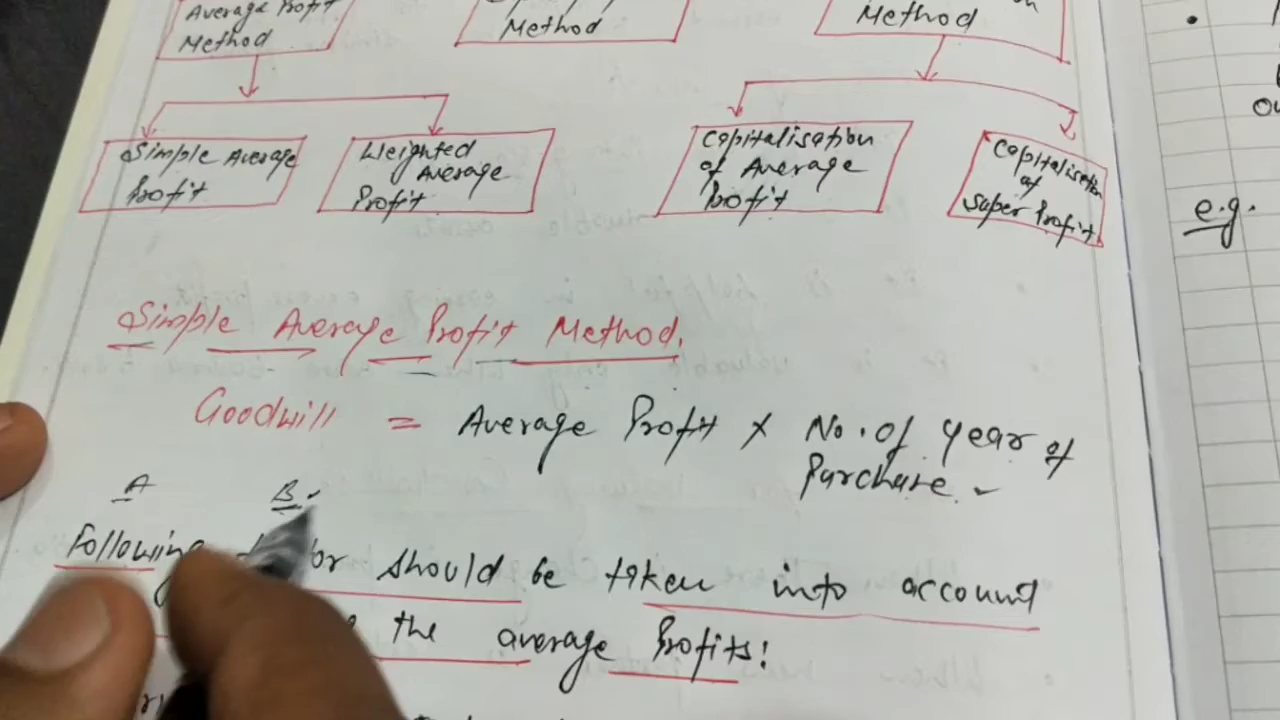 Average Profit
Method
Method
Method
Simple Average
Profit
Weighted
Average
Profit
Capitalisation
of Average
Profit
Capitalisation
of
Super Profit
e.g.
Simple Average Profit Method.
Goodwill = Average Profit × No. of year of
Purchase
A B
Following should be taken into account
the average Profits: